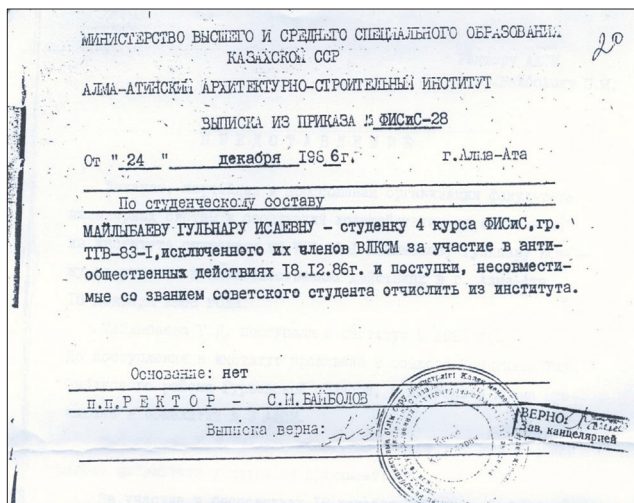 20
МИНИСТЕРСТВО ВЫСШЕГО И СРЕДНЕГО СПЕЦИАЛЬНОГО ОБРАЗОВАНИЯ
КАЗАХСКОЙ ССР
АЛМА-АТИНСКИЙ АРХИТЕКТУРНО-СТРОИТЕЛЬНЫЙ ИНСТИТУТ
ВЫПИСКА ИЗ ПРИКАЗА № ФИСиС-28
От " 24 " декабря 1986г. г.Алма-Ата
По студенческому составу
МАЙЛЫБАЕВУ ГУЛЬНАРУ ИСАЕВНУ - студенку 4 курса ФИСиС,гр.
ТГВ-83-I,исключенного их членов ВЛКСМ за участие в анти-
общественных действиях I8.I2.86г. и поступки, несовмести-
мые со званием советского студента отчислить из института.
Основание: нет
п.п.РЕКТОР - С.М.БАЙБОЛОВ
Выписка верна:
ВЕРНО:
Зав. канцелярией